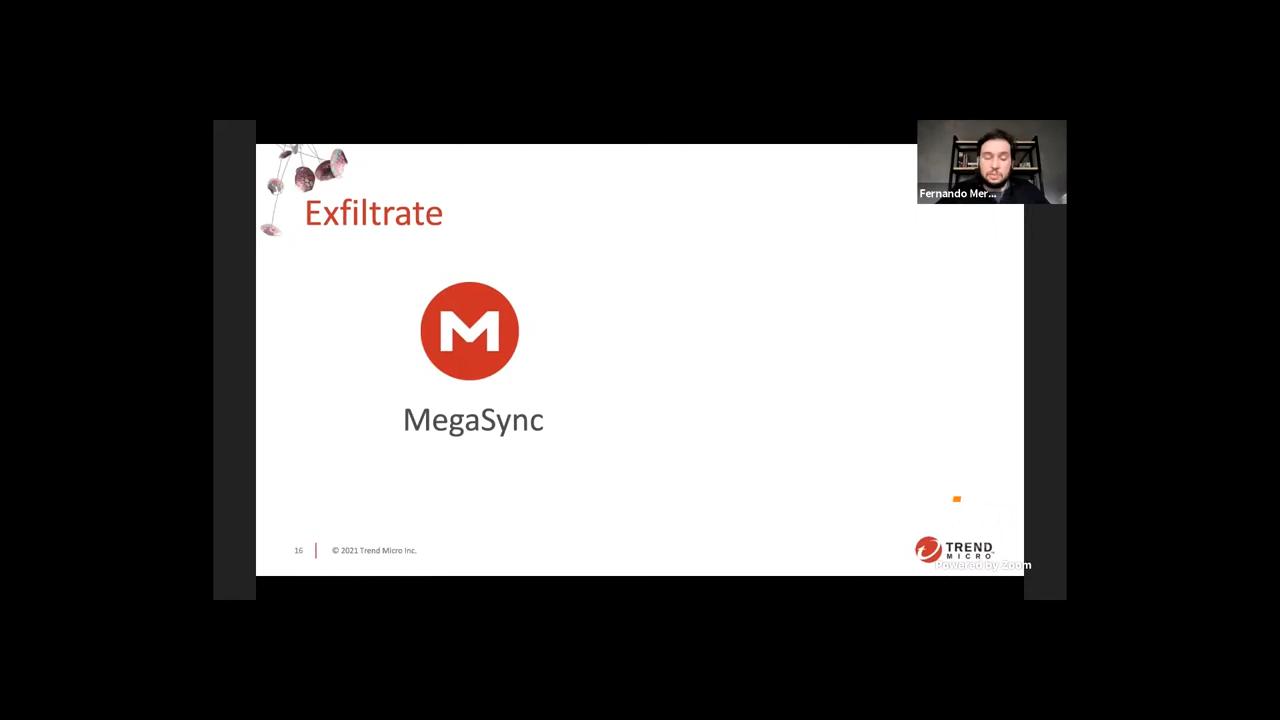 Fernando Mer...
Exfiltrate
M
MegaSync
16
© 2021 Trend Micro Inc.
TREND
MICRO
Powered by Zoom